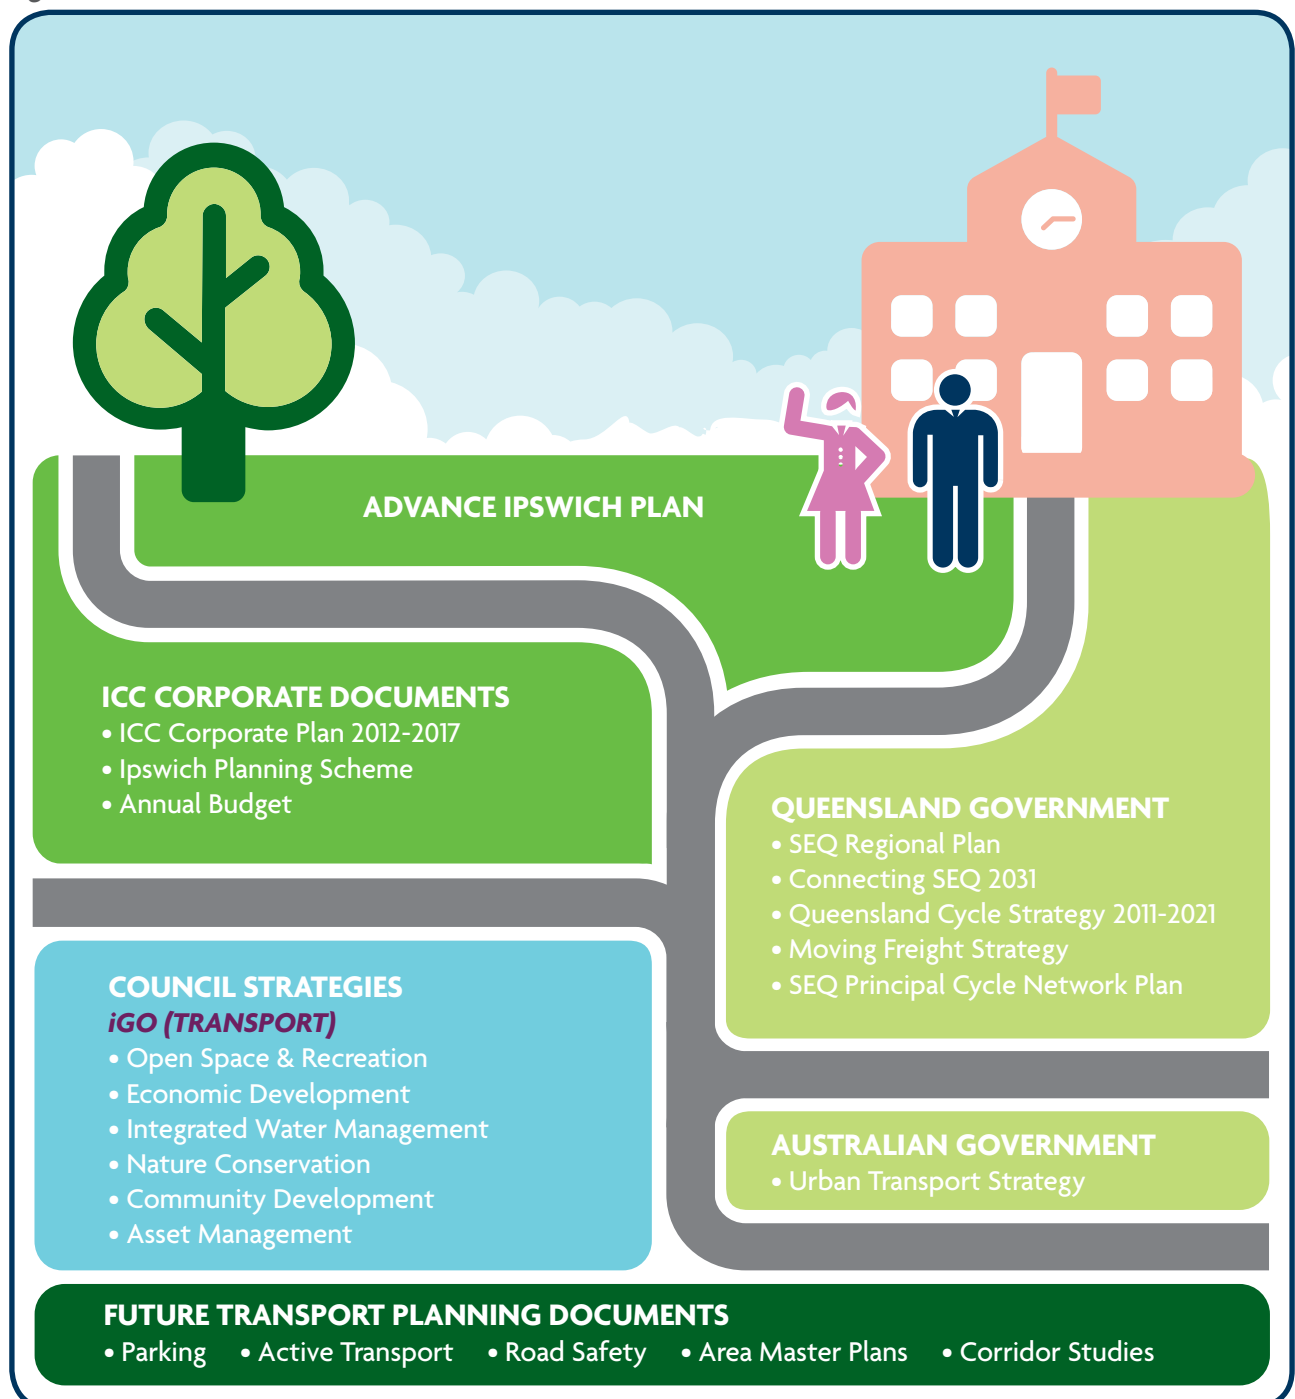 ADVANCE IPSWICH PLAN
ICC CORPORATE DOCUMENTS
• ICC Corporate Plan 2012-2017
• Ipswich Planning Scheme
• Annual Budget
QUEENSLAND GOVERNMENT
• SEQ Regional Plan
• Connecting SEQ 2031
• Queensland Cycle Strategy 2011-2021
• Moving Freight Strategy
• SEQ Principal Cycle Network Plan
COUNCIL STRATEGIES
iGO (TRANSPORT)
• Open Space & Recreation
• Economic Development
• Integrated Water Management
• Nature Conservation
• Community Development
• Asset Management
AUSTRALIAN GOVERNMENT
• Urban Transport Strategy
FUTURE TRANSPORT PLANNING DOCUMENTS
• Parking • Active Transport • Road Safety • Area Master Plans • Corridor Studies